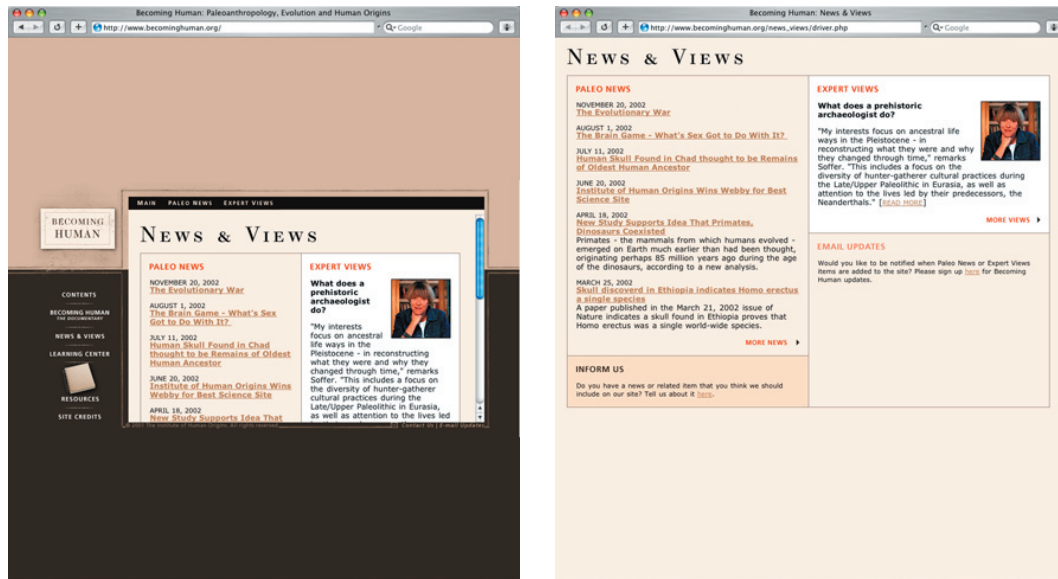 Becoming Human: Paleoanthropology, Evolution and Human Origins
http://www.becominghuman.org/
Google
BECOMING
HUMAN
CONTENTS
BECOMING HUMAN
THE DOCUMENTARY
NEWS & VIEWS
LEARNING CENTER
RESOURCES
SITE CREDITS
MAIN PALEO NEWS EXPERT VIEWS
NEWS & VIEWS
PALEO NEWS
NOVEMBER 20, 2002
The Evolutionary War
AUGUST 1, 2002
The Brain Game - What's Sex
Got to Do With It?
JULY 11, 2002
Human Skull Found in Chad
thought to be Remains of Oldest
Human Ancestor
JUNE 20, 2002
Institute of Human Origins Wins
Webby for Best Science Site
APRIL 18, 2002
New Study Supports Idea That
EXPERT VIEWS
What does a
prehistoric
archaeologist
do?
"My interests
focus on ancestral
life ways in the
Pleistocene - in reconstructing
what they were and why they
changed through time," remarks
Soffer. "This includes a focus on
the diversity of hunter-gatherer
cultural practices during the
Late/Upper Paleolithic in Eurasia,
as well as attention to the lives led
© 2001 The Institute of Human Origins. All rights reserved.
Contact Us | E-mail Updates
Becoming Human: News & Views
http://www.becominghuman.org/news_views/driver.php
Google
NEWS & VIEWS
PALEO NEWS
NOVEMBER 20, 2002
The Evolutionary War
AUGUST 1, 2002
The Brain Game - What's Sex Got to Do With It?
JULY 11, 2002
Human Skull Found in Chad thought to be Remains
of Oldest Human Ancestor
JUNE 20, 2002
Institute of Human Origins Wins Webby for Best
Science Site
APRIL 18, 2002
New Study Supports Idea That Primates,
Dinosaurs Coexisted
Primates - the mammals from which humans evolved -
emerged on Earth much earlier than had been thought,
originating perhaps 85 million years ago during the age
of the dinosaurs, according to a new analysis.
MARCH 25, 2002
Skull discoverd in Ethiopia indicates Homo erectus
a single species
A paper published in the March 21, 2002 issue of
Nature indicates a skull found in Ethiopia proves that
Homo erectus was a single world-wide species.
MORE NEWS
INFORM US
Do you have a news or related item that you think we should
include on our site? Tell us about it here.
EXPERT VIEWS
What does a prehistoric
archaeologist do?
"My interests focus on ancestral life
ways in the Pleistocene - in
reconstructing what they were and why
they changed through time," remarks
Soffer. "This includes a focus on the
diversity of hunter-gatherer cultural practices during
the Late/Upper Paleolithic in Eurasia, as well as
attention to the lives led by their predecessors, the
Neanderthals." [READ MORE]
MORE VIEWS
EMAIL UPDATES
Would you like to be notified when Paleo News or Expert Views
items are added to the site? Please sign up here for Becoming
Human updates.